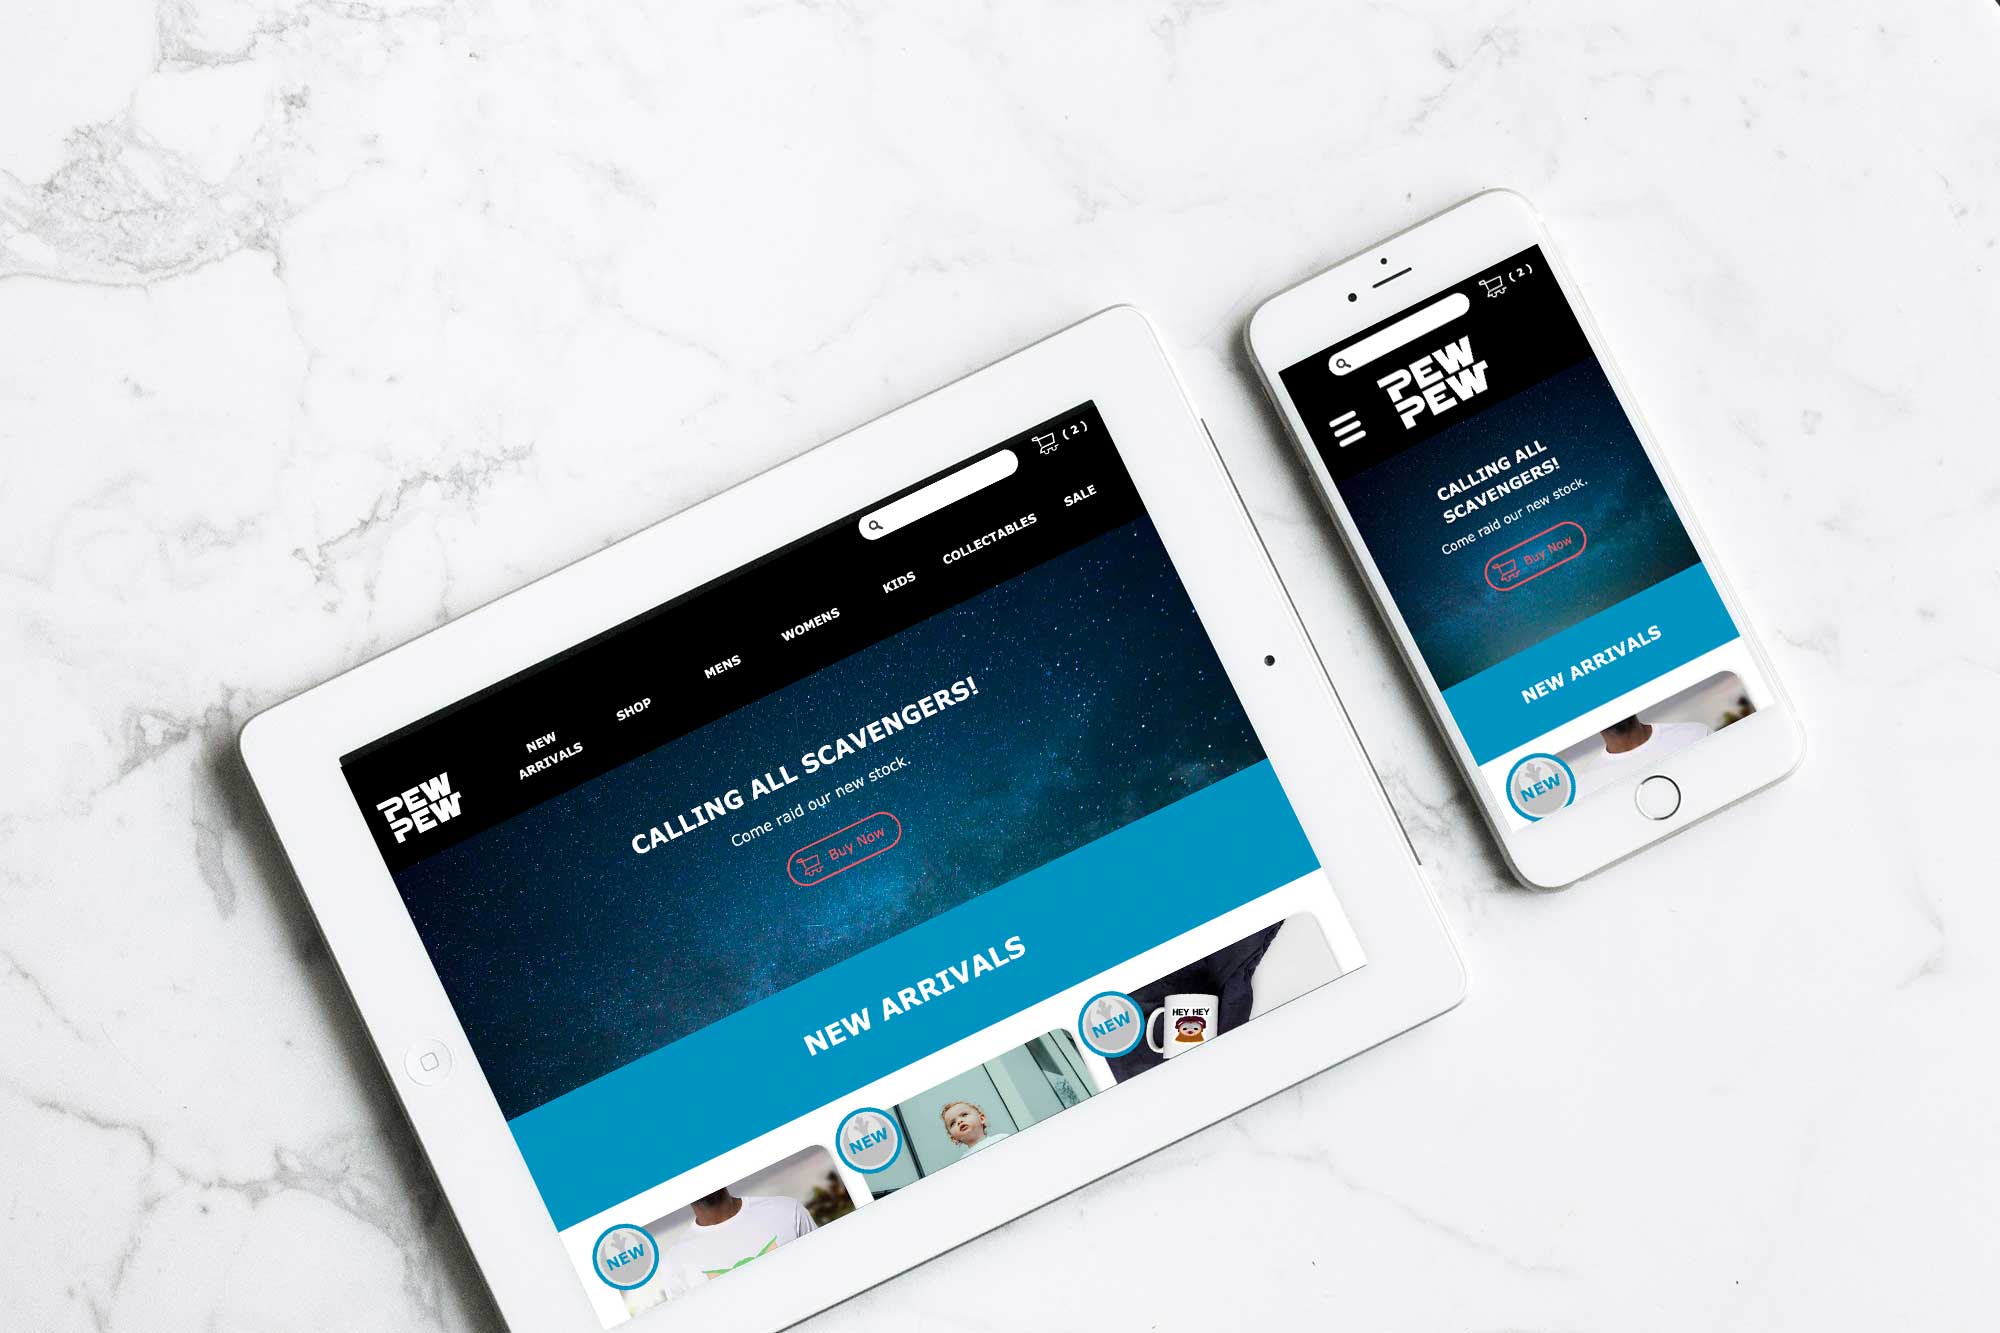 ( 2 )
NEW
ARRIVALS
SHOP
MENS
WOMENS
KIDS
COLLECTABLES
SALE
PEW
PEW
CALLING ALL SCAVENGERS!
Come raid our new stock.
Buy Now
NEW ARRIVALS
NEW
NEW
NEW
HEY HEY
( 2 )
PEW
PEW
CALLING ALL
SCAVENGERS!
Come raid our new stock.
Buy Now
NEW ARRIVALS
NEW